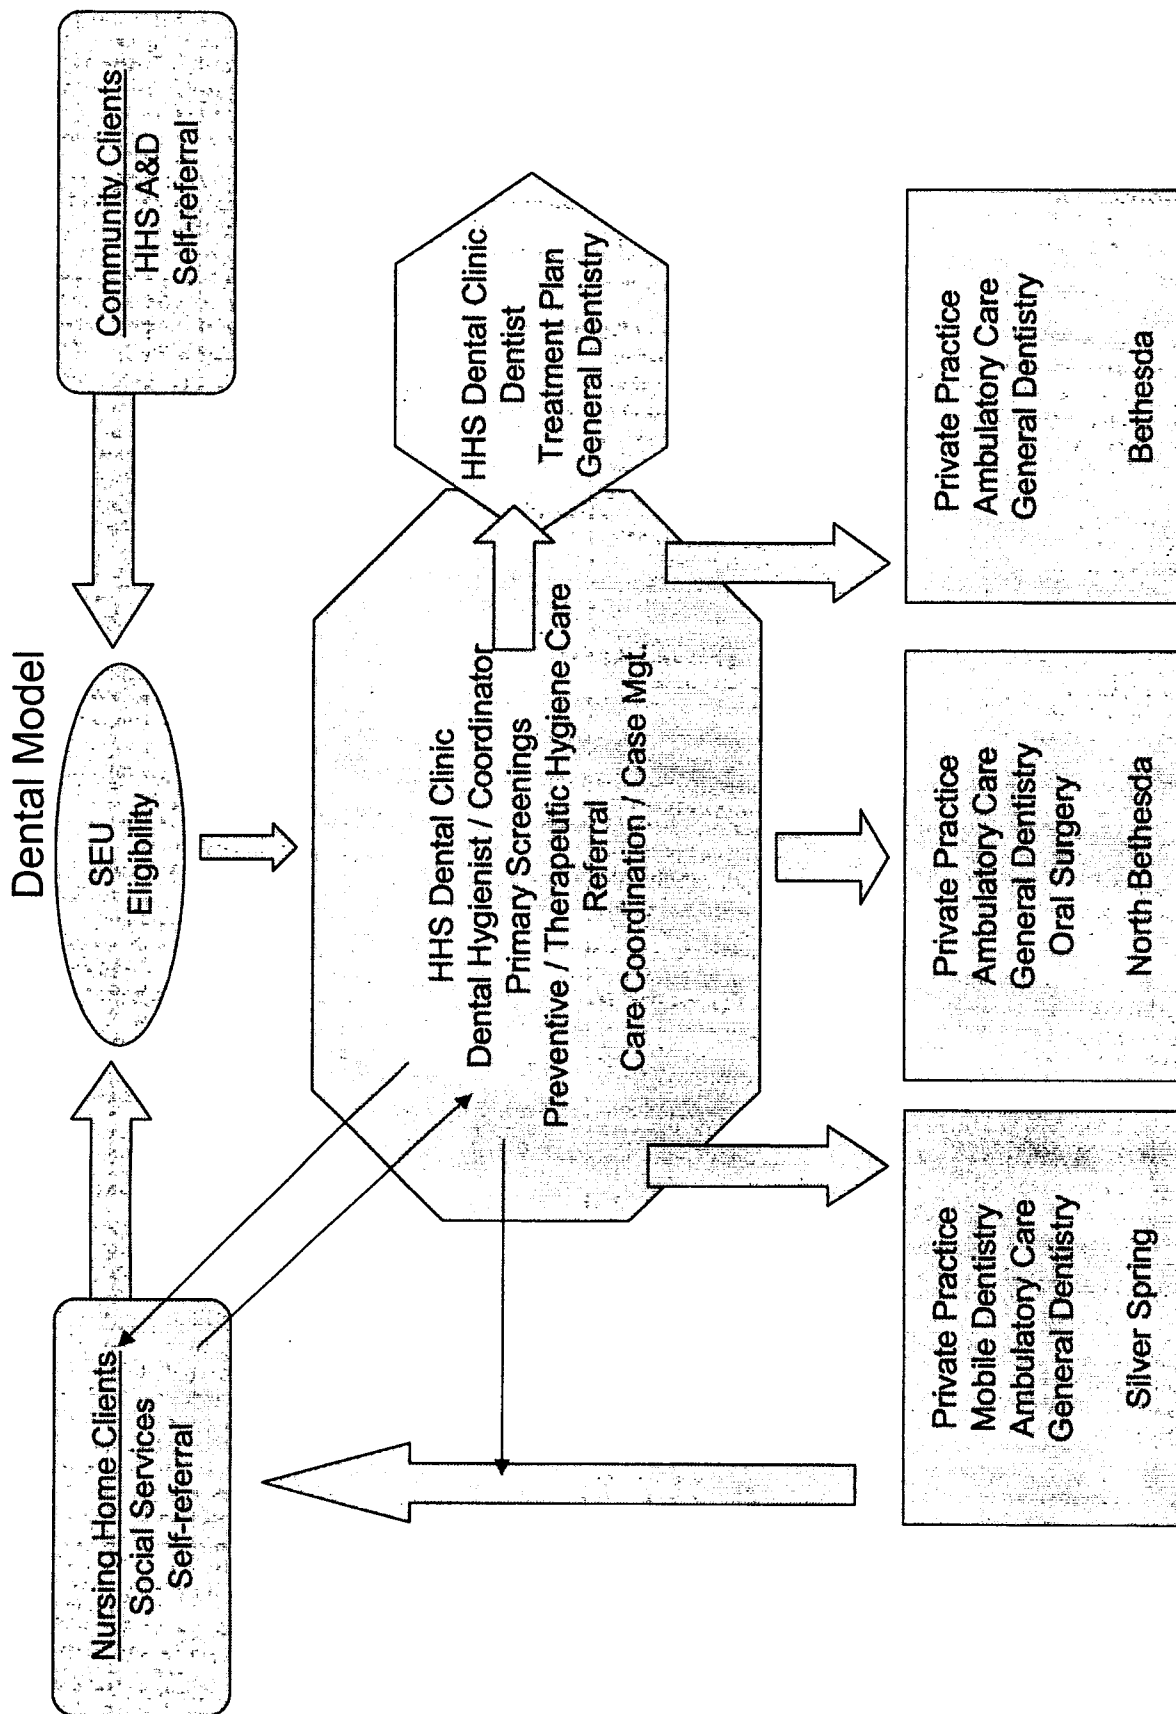 Dental Model
Nursing Home Clients
Social Services
Self-referral
SEU
Eligibility
Community Clients
HHS A&D
Self-referral
HHS Dental Clinic
Dental Hygienist / Coordinator
Primary Screenings
Preventive / Therapeutic Hygiene Care
Referral
Care Coordination / Case Mgt.
HHS Dental Clinic
Dentist
Treatment Plan
General Dentistry
Private Practice
Mobile Dentistry
Ambulatory Care
General Dentistry
Silver Spring
Private Practice
Ambulatory Care
General Dentistry
Oral Surgery
North Bethesda
Private Practice
Ambulatory Care
General Dentistry
Bethesda